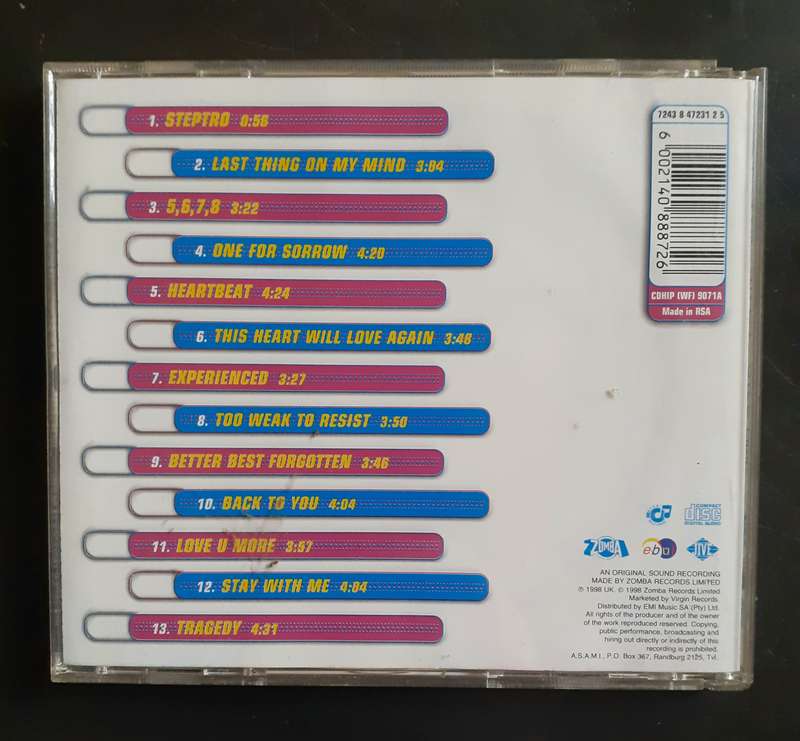 1. STEPTRO 0:56
2. LAST THING ON MY MIND 3:04
3. 5,6,7,8 3:22
4. ONE FOR SORROW 4:20
5. HEARTBEAT 4:24
6. THIS HEART WILL LOVE AGAIN 3:46
7. EXPERIENCED 3:27
8. TOO WEAK TO RESIST 3:50
9. BETTER BEST FORGOTTEN 3:46
10. BACK TO YOU 4:04
11. LOVE U MORE 3:57
12. STAY WITH ME 4:04
13. TRAGEDY 4:31
7243 8 47231 2 5
6 002140 888726
CDHIP (WF) 9071A
Made in RSA
COMPACT
disc
DIGITAL AUDIO
ZOMBA
ebul
JIVE
AN ORIGINAL SOUND RECORDING
MADE BY ZOMBA RECORDS LIMITED
℗ 1998 UK. © 1998 Zomba Records Limited
Marketed by Virgin Records.
Distributed by EMI Music SA (Pty) Ltd.
All rights of the producer and of the owner
of the work reproduced reserved. Copying,
public performance, broadcasting and
hiring out directly or indirectly of this
recording is prohibited.
A.S.A.M.I., P.O. Box 367, Randburg 2125, Tvl.